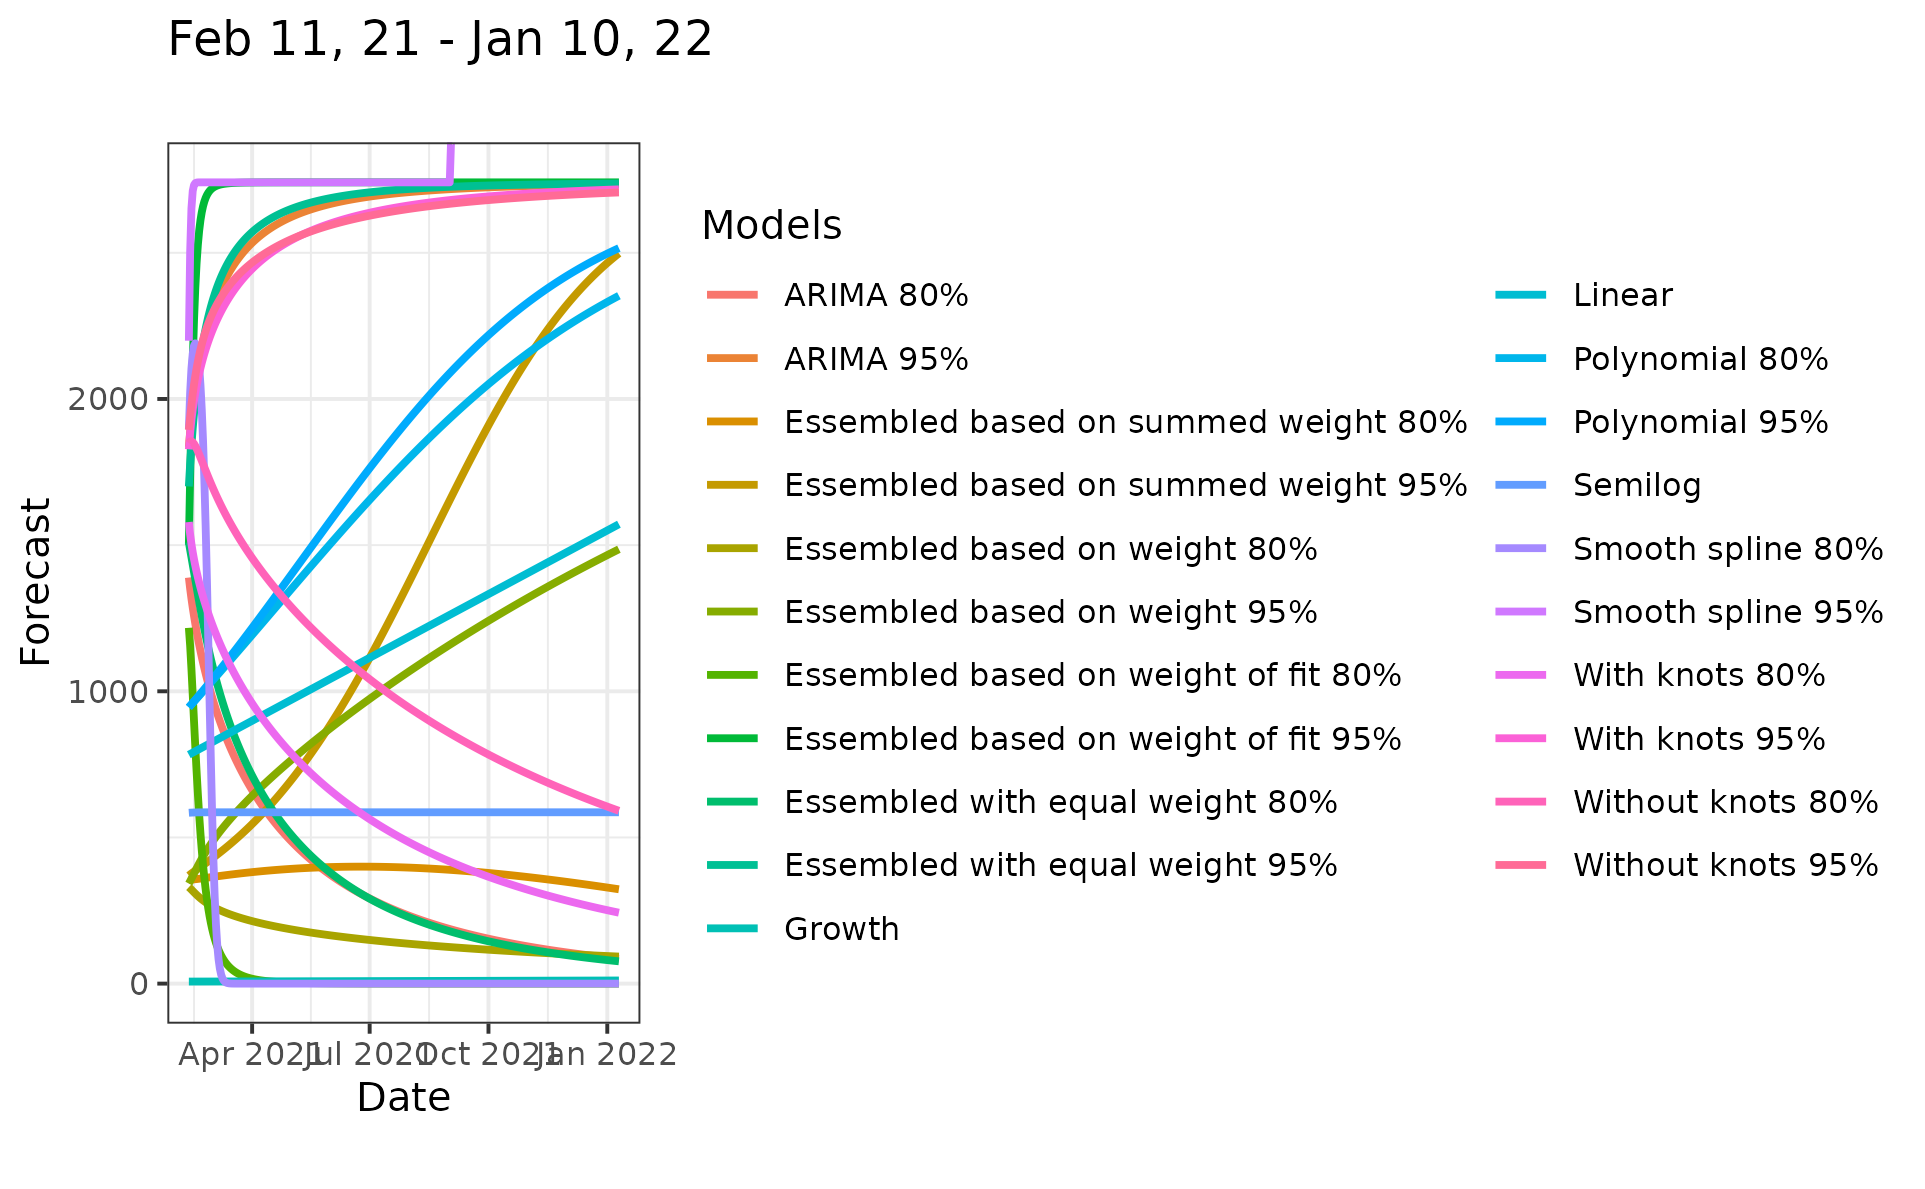 Feb 11, 21 - Jan 10, 22
Forecast
2000
1000
0
Apr 2021
Jul 2021
Oct 2021
Jan 2022
Date
Models
ARIMA 80%
ARIMA 95%
Essembled based on summed weight 80%
Essembled based on summed weight 95%
Essembled based on weight 80%
Essembled based on weight 95%
Essembled based on weight of fit 80%
Essembled based on weight of fit 95%
Essembled with equal weight 80%
Essembled with equal weight 95%
Growth
Linear
Polynomial 80%
Polynomial 95%
Semilog
Smooth spline 80%
Smooth spline 95%
With knots 80%
With knots 95%
Without knots 80%
Without knots 95%